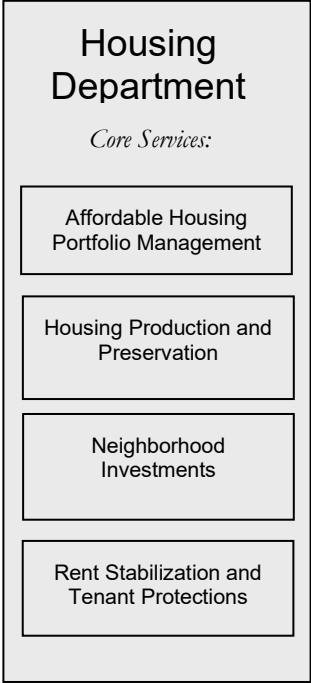 Housing
Department
Core Services:
Affordable Housing
Portfolio Management
Housing Production and
Preservation
Neighborhood
Investments
Rent Stabilization and
Tenant Protections